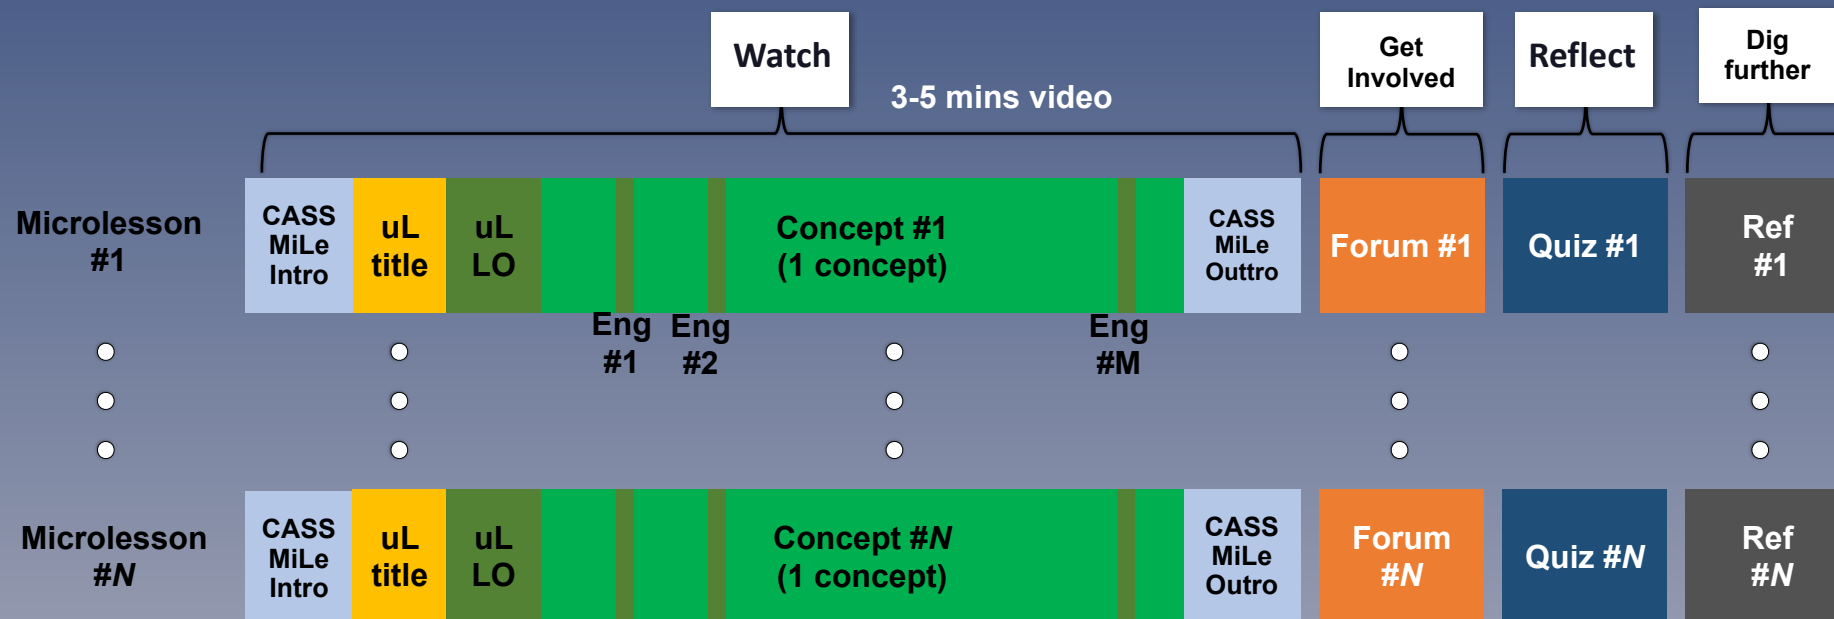 Watch
3-5 mins video
Get
Involved
Reflect
Dig
further
Microlesson
#1
CASS
MiLe
Intro
uL
title
uL
LO
Concept #1
(1 concept)
CASS
MiLe
Outtro
Forum #1
Quiz #1
Ref
#1
Eng
#1
Eng
#2
Eng
#M
Microlesson
#N
CASS
MiLe
Intro
uL
title
uL
LO
Concept #N
(1 concept)
CASS
MiLe
Outro
Forum
#N
Quiz #N
Ref
#N